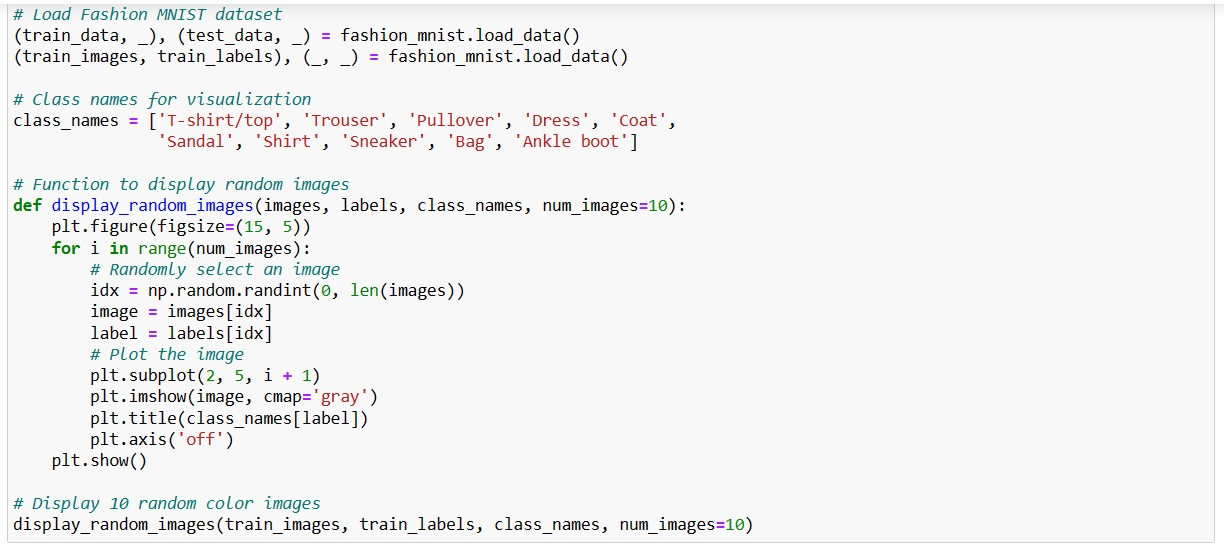 # Load Fashion MNIST dataset
(train_data, _), (test_data, _) = fashion_mnist.load_data()
(train_images, train_labels), (_, _) = fashion_mnist.load_data()

# Class names for visualization
class_names = ['T-shirt/top', 'Trouser', 'Pullover', 'Dress', 'Coat',
               'Sandal', 'Shirt', 'Sneaker', 'Bag', 'Ankle boot']

# Function to display random images
def display_random_images(images, labels, class_names, num_images=10):
    plt.figure(figsize=(15, 5))
    for i in range(num_images):
        # Randomly select an image
        idx = np.random.randint(0, len(images))
        image = images[idx]
        label = labels[idx]
        # Plot the image
        plt.subplot(2, 5, i + 1)
        plt.imshow(image, cmap='gray')
        plt.title(class_names[label])
        plt.axis('off')
    plt.show()

# Display 10 random color images
display_random_images(train_images, train_labels, class_names, num_images=10)